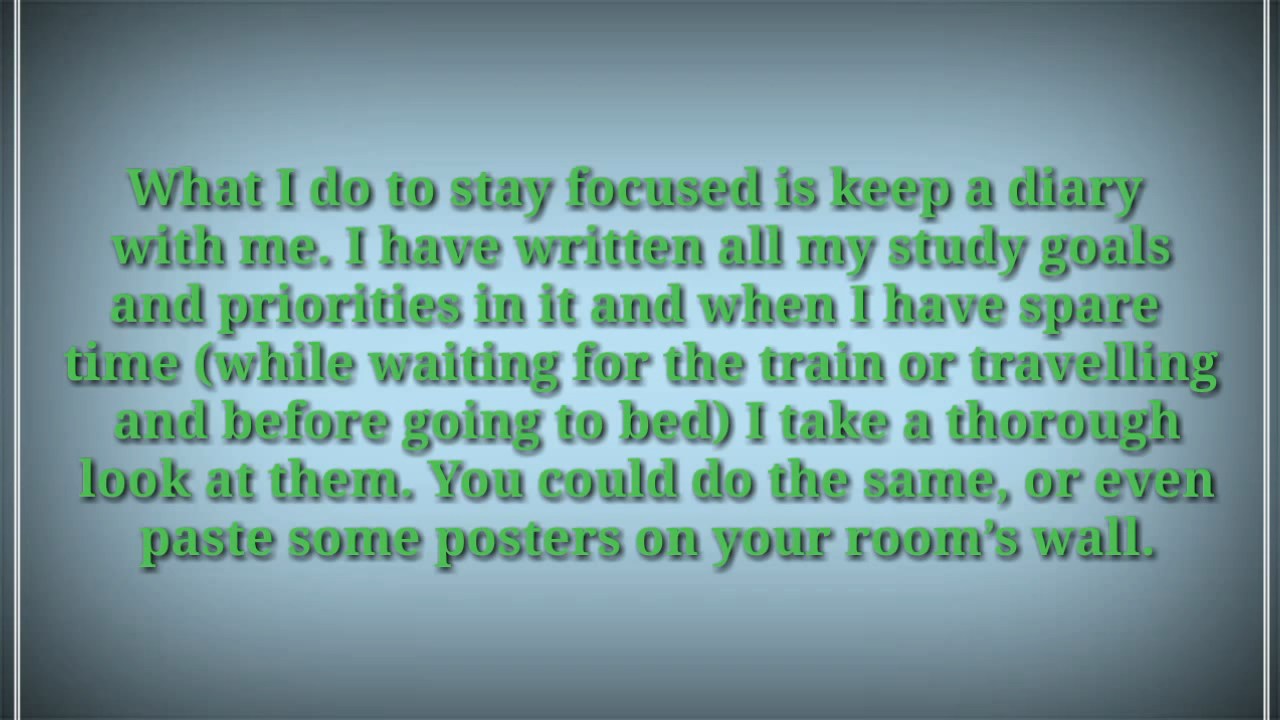 What I do to stay focused is keep a diary
with me. I have written all my study goals
and priorities in it and when I have spare
time (while waiting for the train or travelling
and before going to bed) I take a thorough
look at them. You could do the same, or even
paste some posters on your room’s wall.